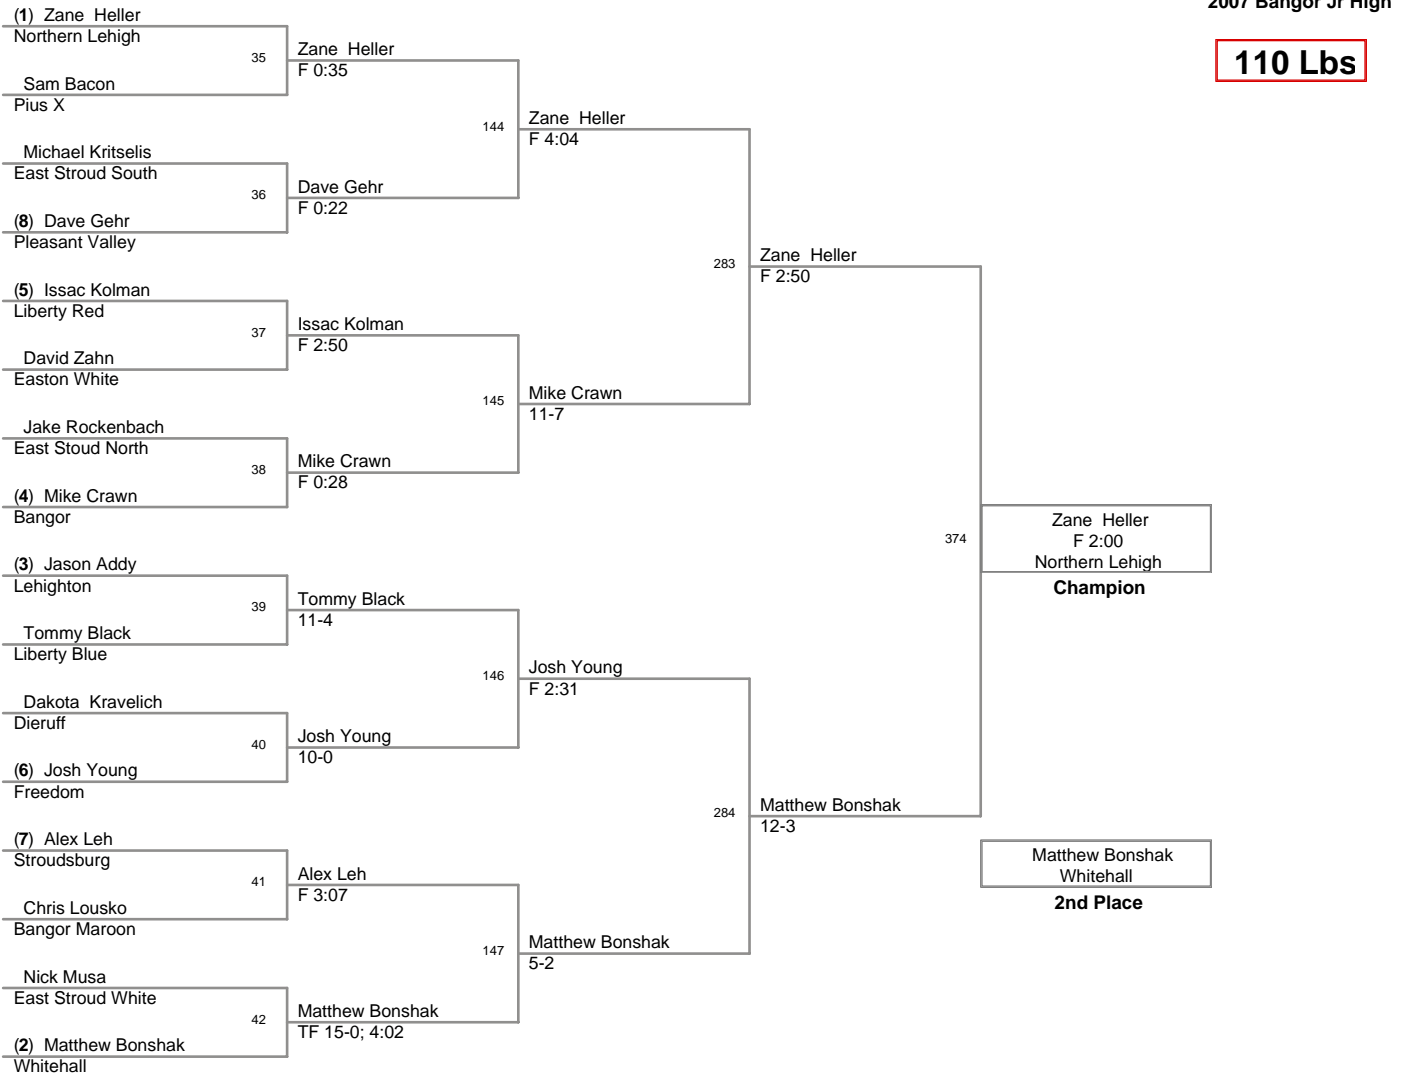 2007 Bangor Jr High
110 Lbs
(1) Zane Heller
Northern Lehigh
35
Sam Bacon
Pius X
Zane Heller
F 0:35
Michael Kritselis
East Stroud South
36
(8) Dave Gehr
Pleasant Valley
Dave Gehr
F 0:22
144
Zane Heller
F 4:04
(5) Issac Kolman
Liberty Red
37
David Zahn
Easton White
Issac Kolman
F 2:50
Jake Rockenbach
East Stoud North
38
(4) Mike Crawn
Bangor
Mike Crawn
F 0:28
145
Mike Crawn
11-7
283
Zane Heller
F 2:50
(3) Jason Addy
Lehighton
39
Tommy Black
Liberty Blue
Tommy Black
11-4
Dakota Kravelich
Dieruff
40
(6) Josh Young
Freedom
Josh Young
10-0
146
Josh Young
F 2:31
(7) Alex Leh
Stroudsburg
41
Chris Lousko
Bangor Maroon
Alex Leh
F 3:07
Nick Musa
East Stroud White
42
(2) Matthew Bonshak
Whitehall
Matthew Bonshak
TF 15-0; 4:02
147
Matthew Bonshak
5-2
284
Matthew Bonshak
12-3
374
Zane Heller
F 2:00
Northern Lehigh
Champion
Matthew Bonshak
Whitehall
2nd Place